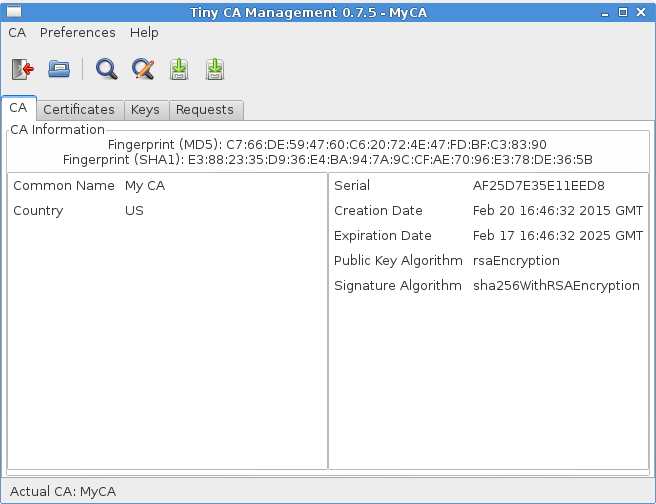 Tiny CA Management 0.7.5 - MyCA
CA Preferences Help
CA Certificates Keys Requests
CA Information
Fingerprint (MD5): C7:66:DE:59:47:60:C6:20:72:4E:47:FD:BF:C3:83:90
Fingerprint (SHA1): E3:88:23:35:D9:36:E4:BA:94:7A:9C:CF:AE:70:96:E3:78:DE:36:5B
Common Name My CA
Country US
Serial AF25D7E35E11EED8
Creation Date Feb 20 16:46:32 2015 GMT
Expiration Date Feb 17 16:46:32 2025 GMT
Public Key Algorithm rsaEncryption
Signature Algorithm sha256WithRSAEncryption
Actual CA: MyCA